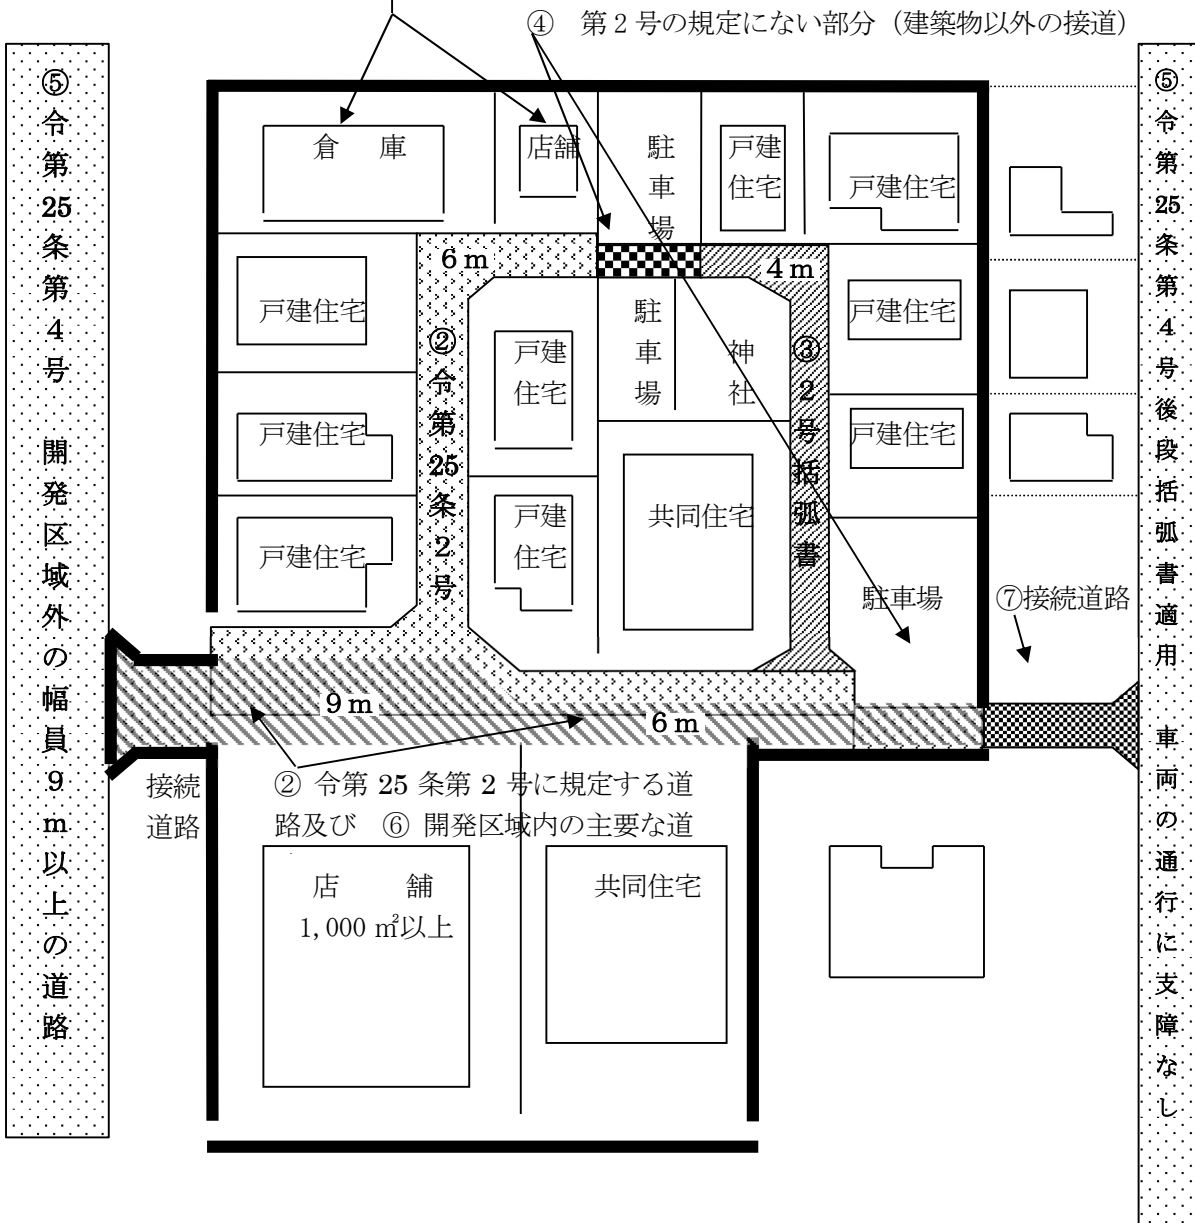 ④　第２号の規定にない部分（建築物以外の接道）
⑤令第25条第４号　開発区域外の幅員９ｍ以上の道路
⑤令第25条第４号後段括弧書適用　車両の通行に支障なし
倉　庫
店舗
駐車場
戸建
住宅
戸建住宅
6ｍ
4ｍ
戸建住宅
②令第25条２号
戸建
住宅
駐車場
神社
③２号括弧書
戸建住宅
戸建住宅
戸建住宅
戸建住宅
戸建
住宅
共同住宅
駐車場
⑦接続道路
9ｍ
6ｍ
接続
道路
②　令第 25 条第 2 号に規定する道
路及び　⑥　開発区域内の主要な道
店　　舗
1,000 ㎡以上
共同住宅